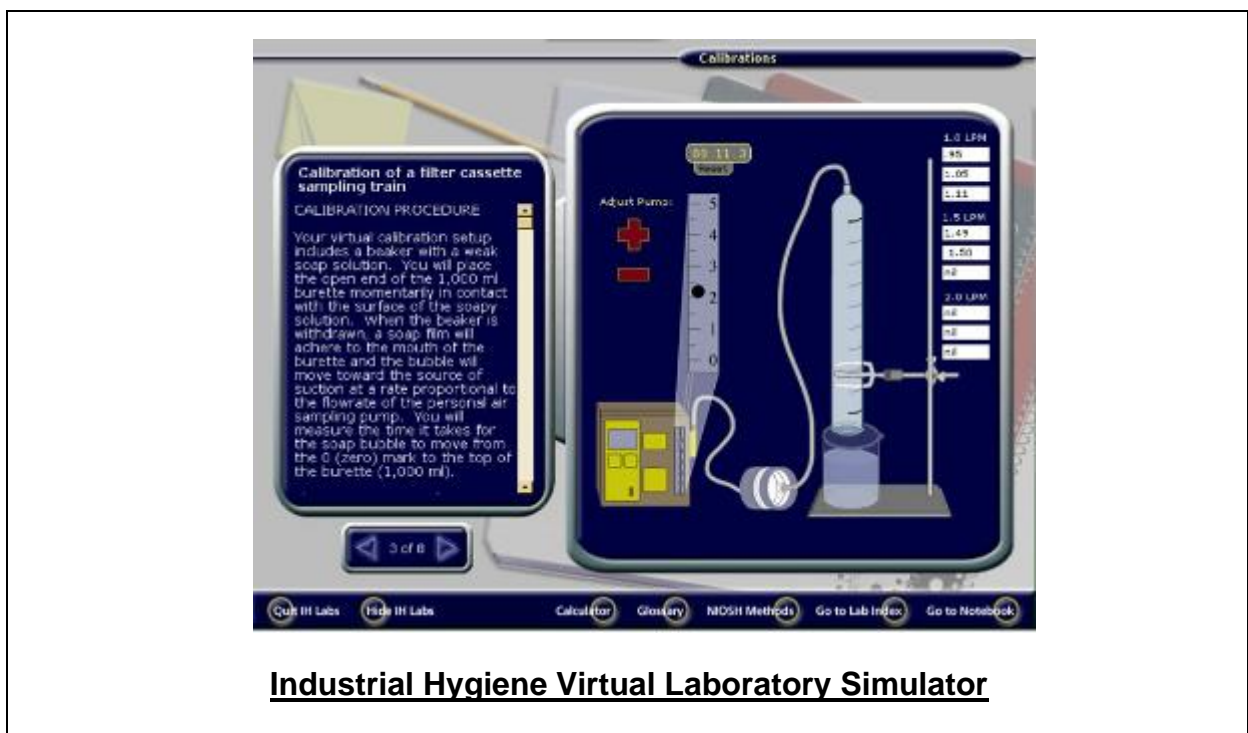 Calibrations
Calibration of a filter cassette
sampling train
CALIBRATION PROCEDURE
Your virtual calibration setup
includes a beaker with a weak
soap solution. You will place
the open end of the 1,000 ml
burette momentarily in contact
with the surface of the soapy
solution. When the beaker is
withdrawn, a soap film will
adhere to the mouth of the
burette and the bubble will
move toward the source of
suction at a rate proportional to
the flowrate of the personal air
sampling pump. You will
measure the time it takes for
the soap bubble to move from
the 0 (zero) mark to the top of
the burette (1,000 ml).
3 of 8
Adjust Pump:
5
4
3
2
1
0
1.0 LPM
.95
1.05
1.11
1.5 LPM
1.49
1.50
2.0 LPM
Quit IH Labs
Hide IH Labs
Calculator
Glossary
NIOSH Methods
Go to Lab Index
Go to Notebook
Industrial Hygiene Virtual Laboratory Simulator